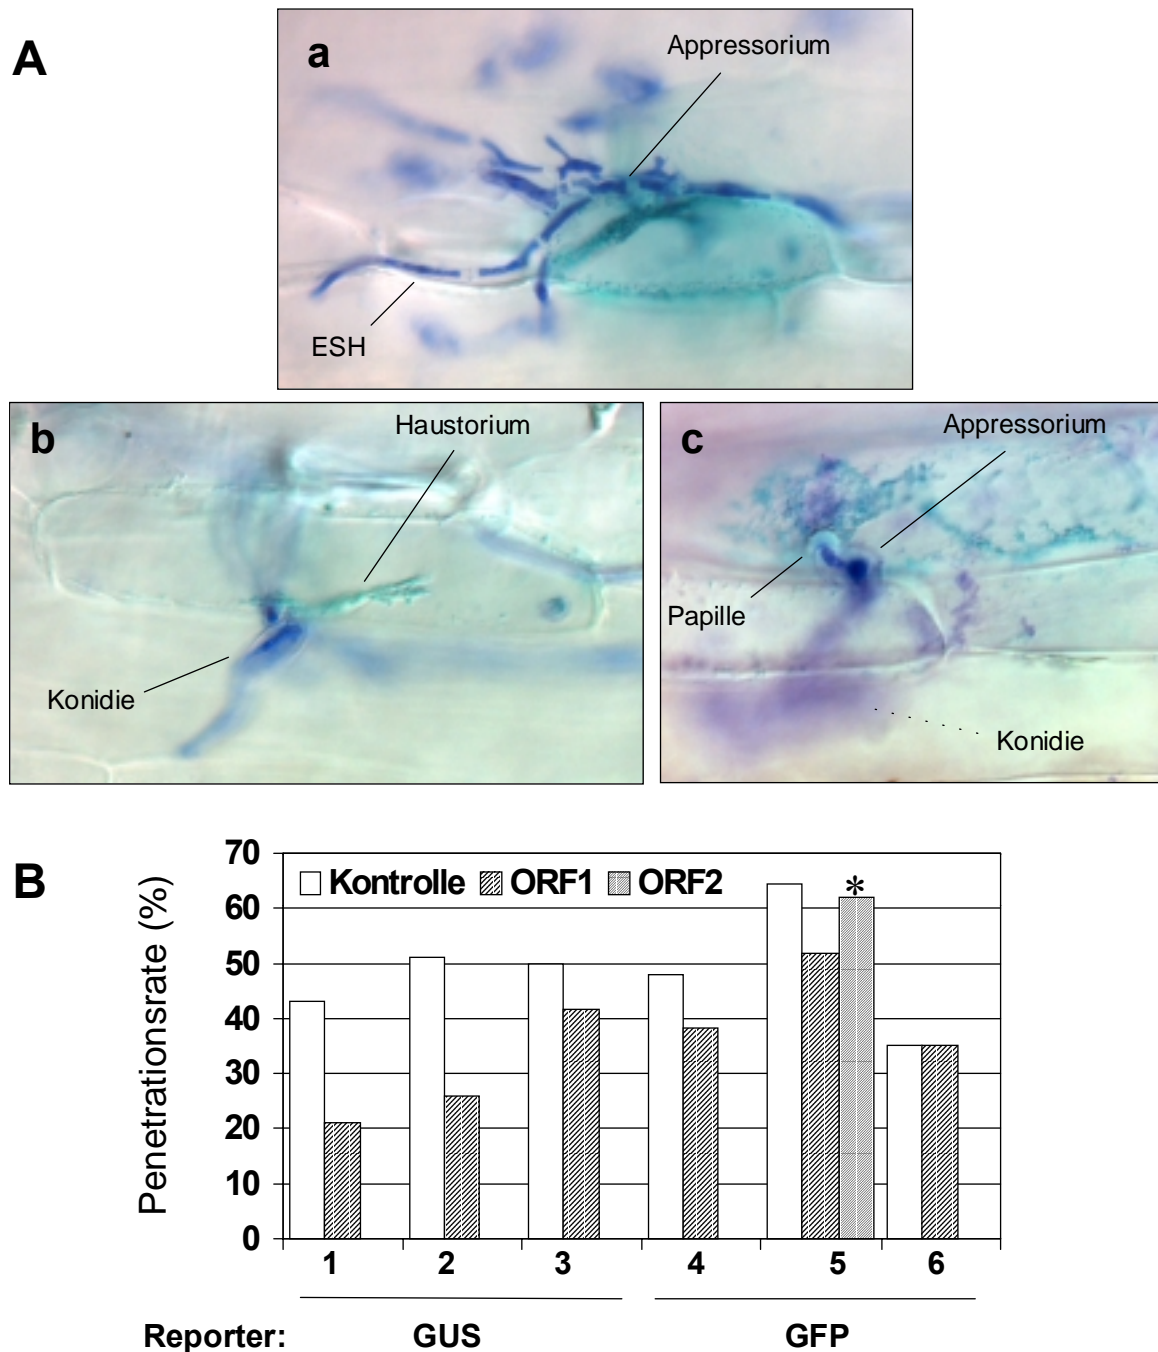 A
a
Appressorium
ESH
b
Haustorium
Konidie
c
Appressorium
Papille
Konidie
B
Penetrationsrate (%)
70
60
50
40
30
20
10
0
Kontrolle ORF1 ORF2
*
1 2 3 4 5 6
Reporter: GUS GFP